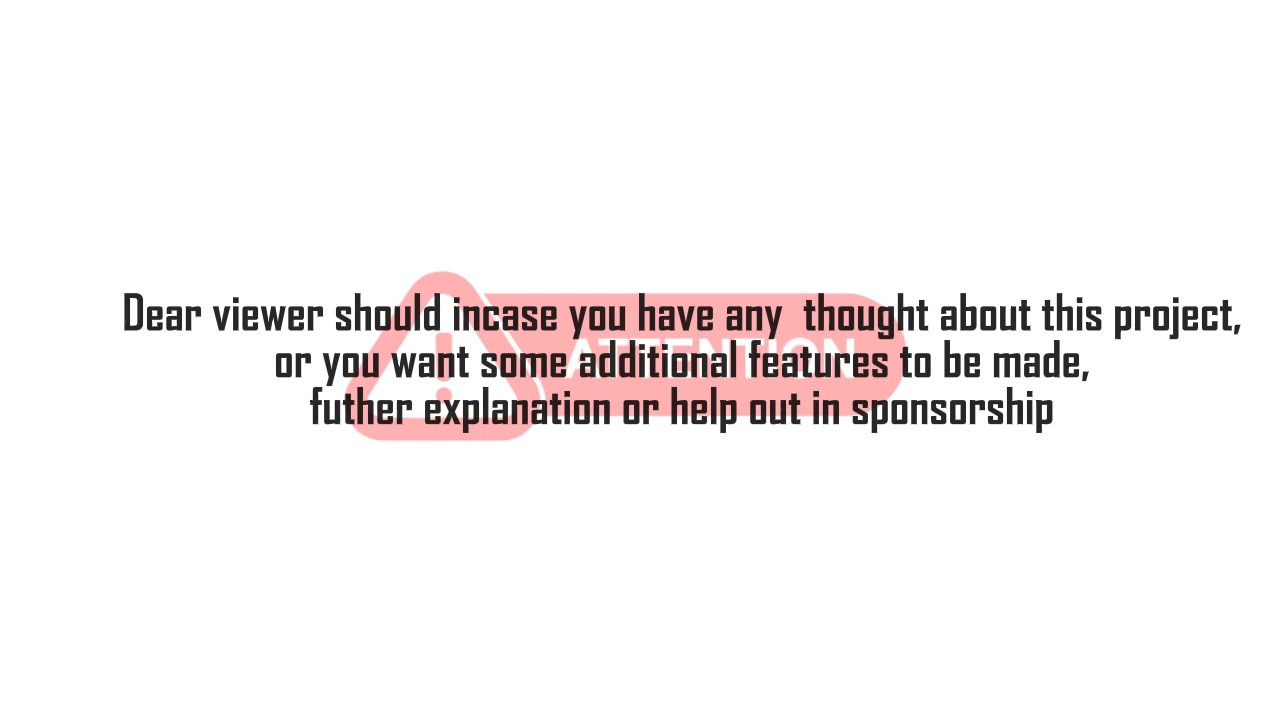 Dear viewer should incase you have any  thought about this project,
or you want some additional features to be made,
futher explanation or help out in sponsorship
ATTENTION